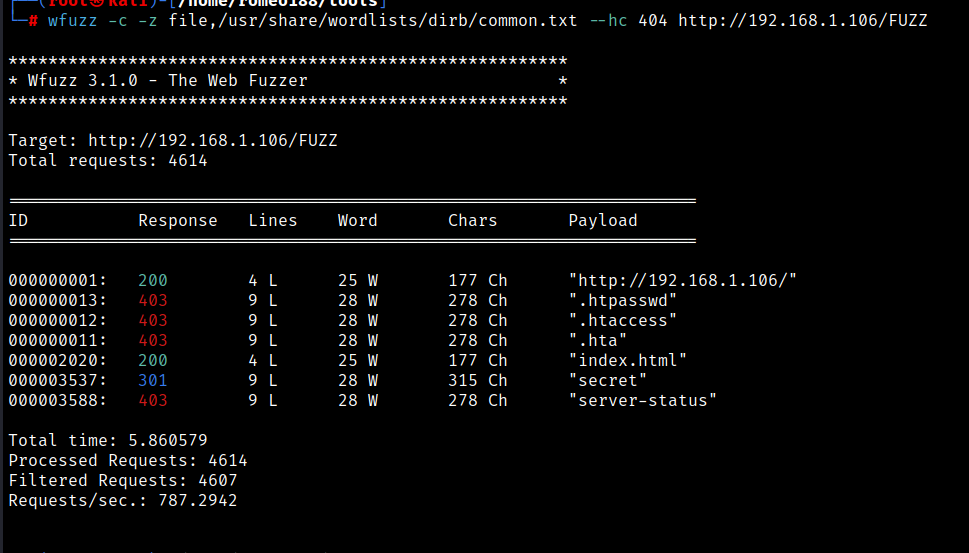 (root㉿kali)-[/home/rome0188/tools]
# wfuzz -c -z file,/usr/share/wordlists/dirb/common.txt --hc 404 http://192.168.1.106/FUZZ
********************************************************
* Wfuzz 3.1.0 - The Web Fuzzer                         *
********************************************************
Target: http://192.168.1.106/FUZZ
Total requests: 4614
=====================================================================
ID           Response   Lines    Word       Chars       Payload
=====================================================================
000000001:   200        4 L      25 W       177 Ch      "http://192.168.1.106/"
000000013:   403        9 L      28 W       278 Ch      ".htpasswd"
000000012:   403        9 L      28 W       278 Ch      ".htaccess"
000000011:   403        9 L      28 W       278 Ch      ".hta"
000002020:   200        4 L      25 W       177 Ch      "index.html"
000003537:   301        9 L      28 W       315 Ch      "secret"
000003588:   403        9 L      28 W       278 Ch      "server-status"
Total time: 5.860579
Processed Requests: 4614
Filtered Requests: 4607
Requests/sec.: 787.2942